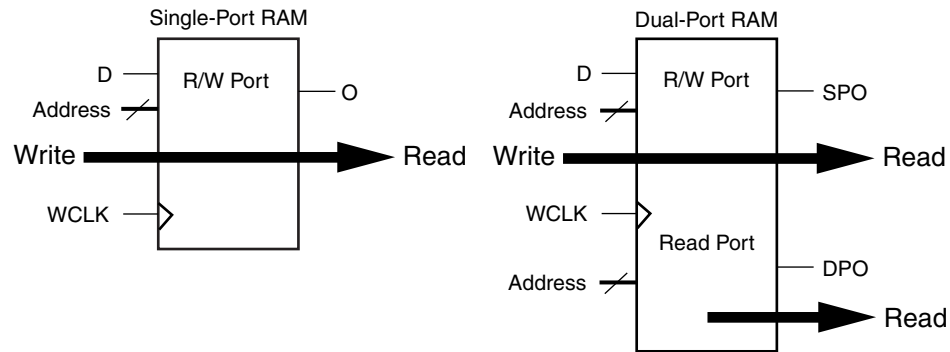 Single-Port RAM
D
R/W Port
O
Address
Write
Read
WCLK
Dual-Port RAM
D
R/W Port
SPO
Address
Write
Read
WCLK
Read Port
DPO
Address
Read